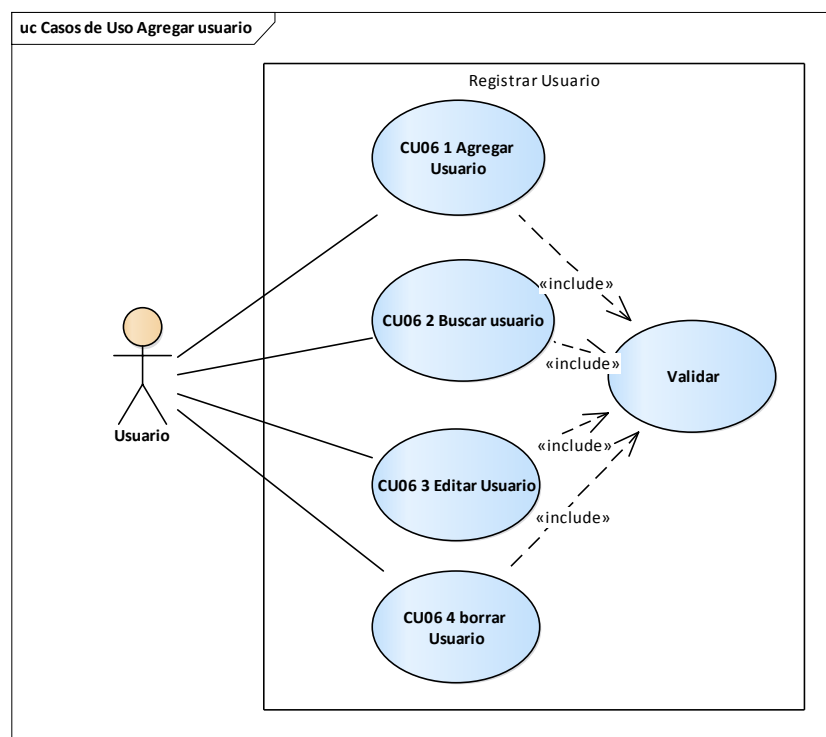 uc Casos de Uso Agregar usuario
Registrar Usuario
CU06 1 Agregar
Usuario
«include»
CU06 2 Buscar usuario
«include»
Validar
Usuario
«include»
CU06 3 Editar Usuario
«include»
CU06 4 borrar
Usuario